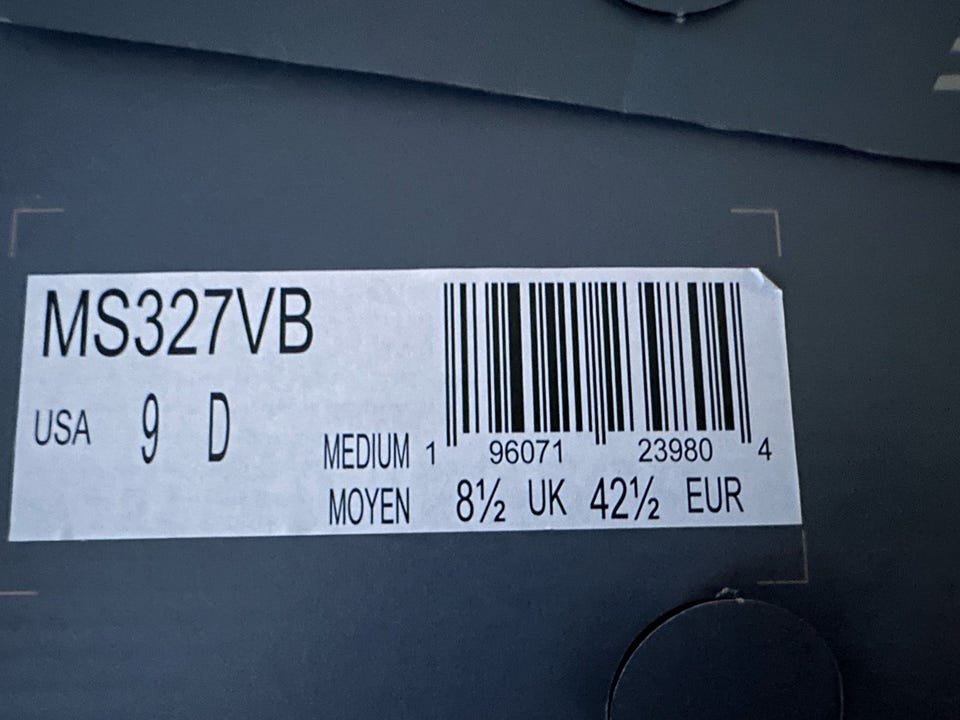 MS327VB
USA 9 D
MEDIUM
MOYEN
1 96071 23980 4
8½ UK 42½ EUR